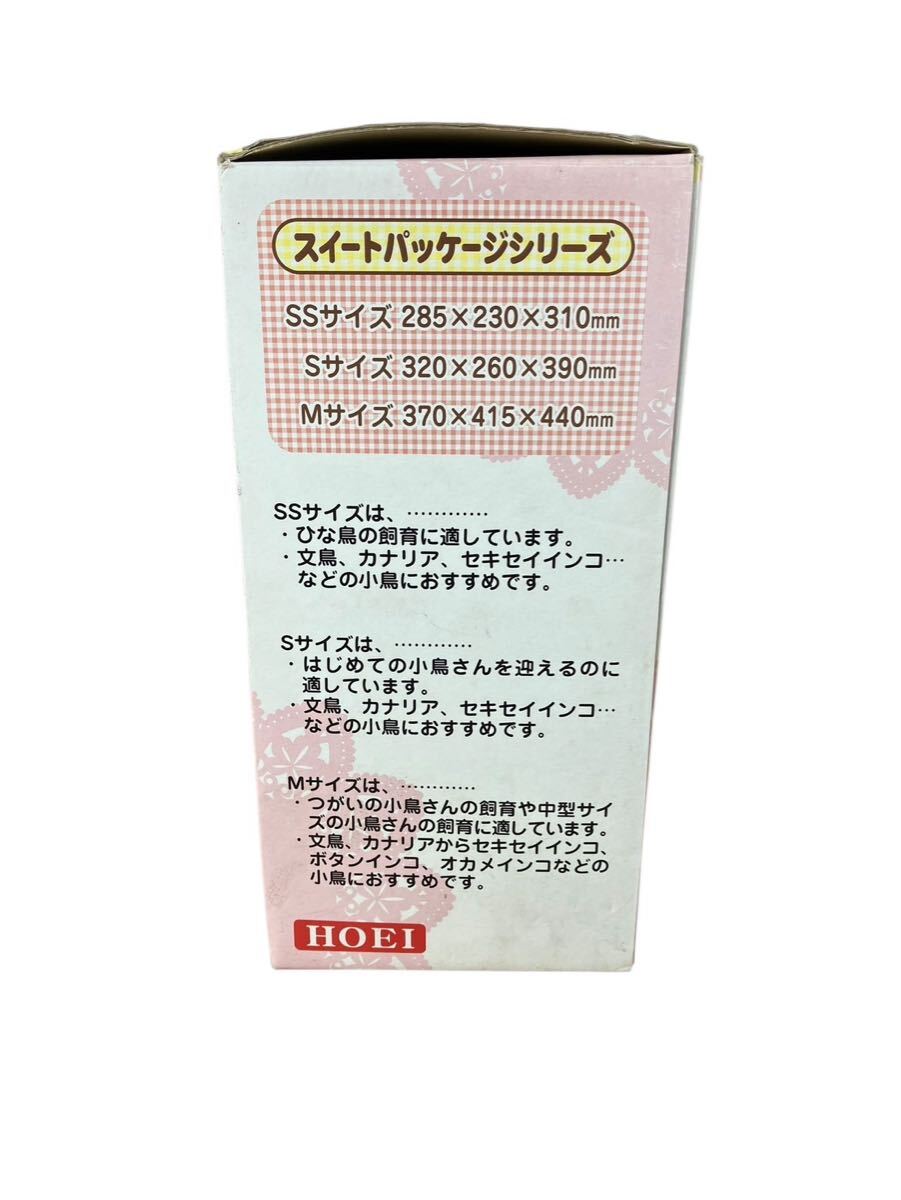 スイートパッケージシリーズ
SSサイズ 285×230×310mm
Sサイズ 320×260×390mm
Mサイズ 370×415×440mm
SSサイズは、…………
・ひな鳥の飼育に適しています。
・文鳥、カナリア、セキセイインコ…
などの小鳥におすすめです。
Sサイズは、…………
・はじめての小鳥さんを迎えるのに
適しています。
・文鳥、カナリア、セキセイインコ…
などの小鳥におすすめです。
Mサイズは、…………
・つがいの小鳥さんの飼育や中型サイ
ズの小鳥さんの飼育に適しています。
・文鳥、カナリアからセキセイインコ、
ボタンインコ、オカメインコなどの
小鳥におすすめです。
HOEI